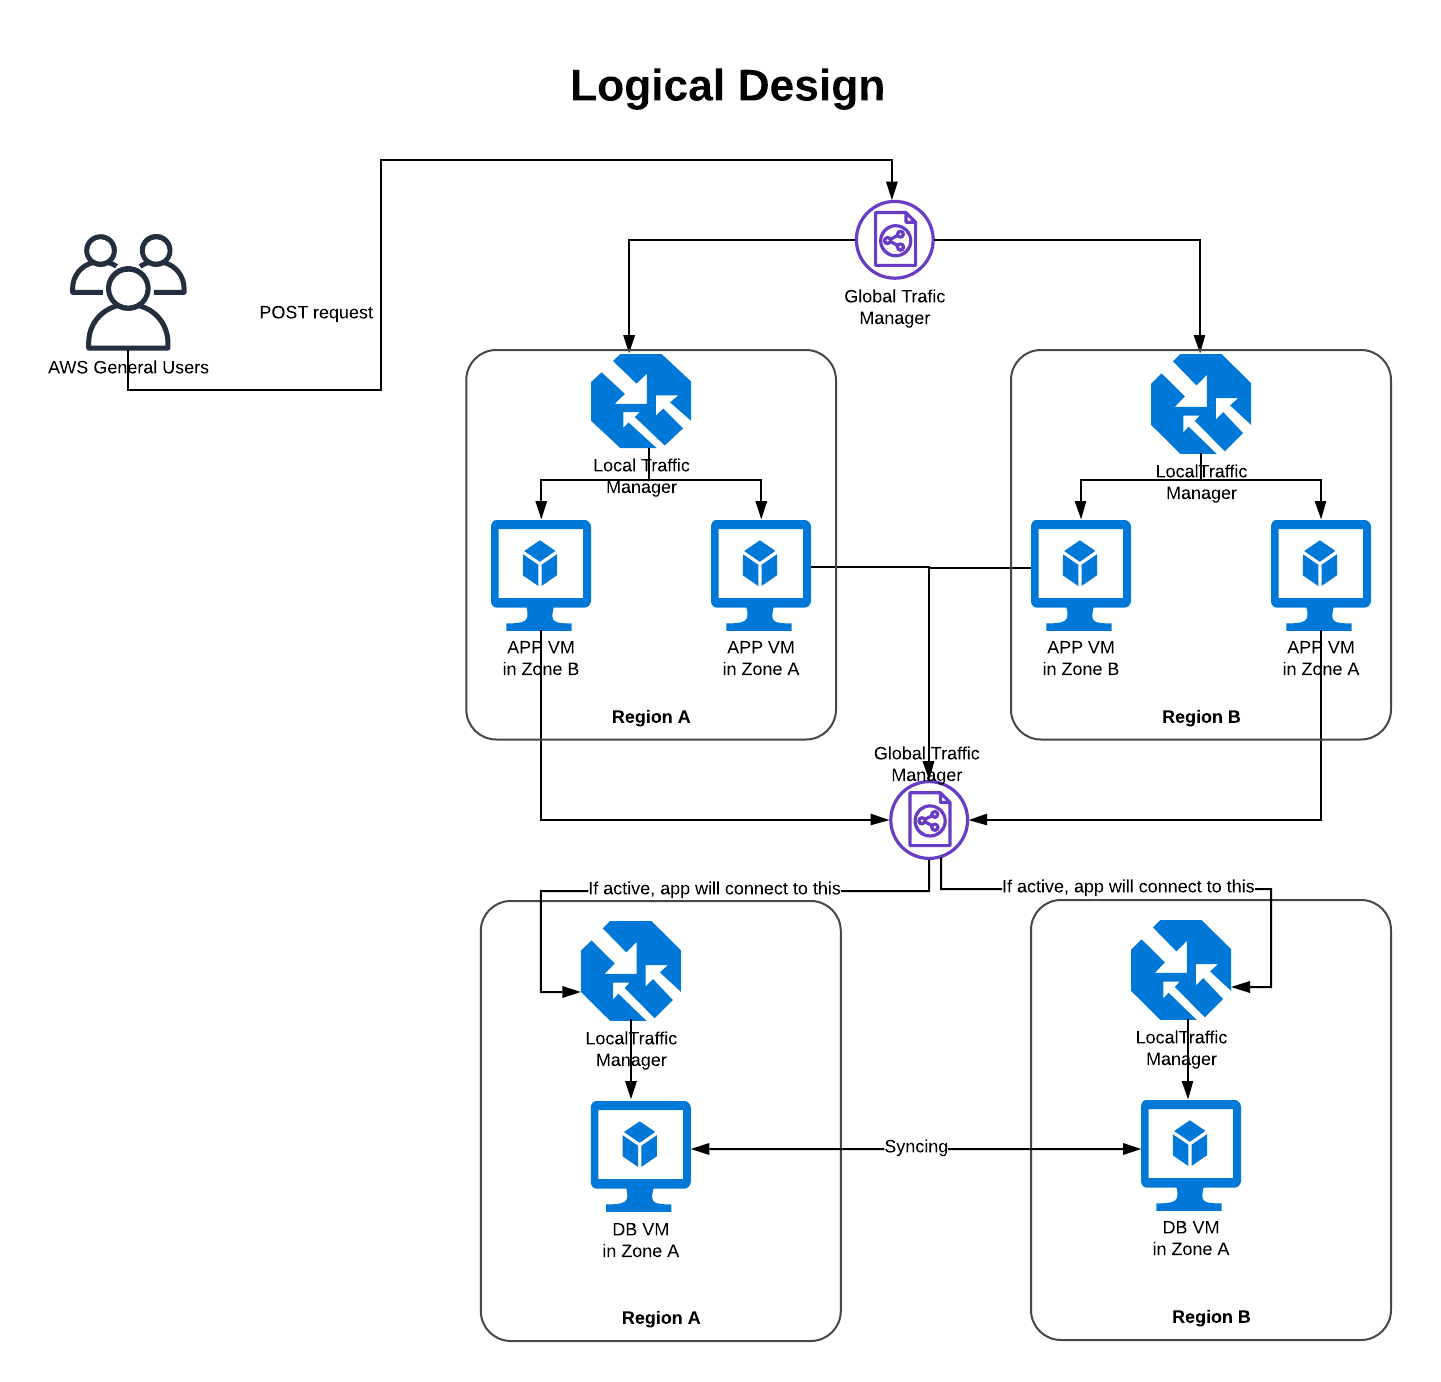 Logical Design
POST request
AWS General Users
Global Trafic
Manager
Local Traffic
Manager
LocalTraffic
Manager
APP VM
in Zone B
APP VM
in Zone A
APP VM
in Zone B
APP VM
in Zone A
Region A
Region B
Global Traffic
Manager
If active, app will connect to this
If active, app will connect to this
LocalTraffic
Manager
LocalTraffic
Manager
Syncing
DB VM
in Zone A
DB VM
in Zone A
Region A
Region B